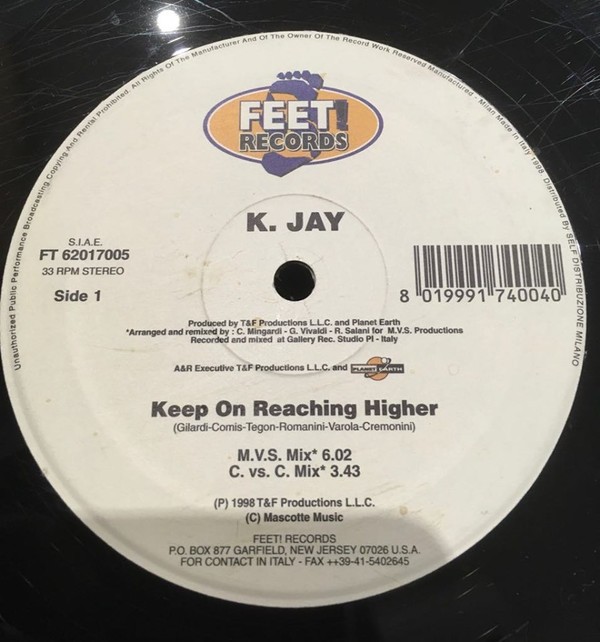 Unauthorized Public Performance Broadcasting Copying And Rental Prohibited. All Rights Of The Manufacturer And Of The Owner Of The Record Work Reserved Manufactured - Milan Made In Italy 1998. Distributed By SELF DISTRIBUZIONE MILANO
FEET!
RECORDS
K. JAY
S.I.A.E.
FT 62017005
33 RPM STEREO
Side 1
8 019991 740040
Produced by T&F Productions L.L.C. and Planet Earth
*Arranged and remixed by : C. Mingardi - G. Vivaldi - R. Salani for M.V.S. Productions
Recorded and mixed at Gallery Rec. Studio PI - Italy
A&R Executive T&F Productions L.L.C. and PLANET EARTH
Keep On Reaching Higher
(Gilardi-Comis-Tegon-Romanini-Varola-Cremonini)
M.V.S. Mix* 6.02
C. vs. C. Mix* 3.43
(P) 1998 T&F Productions L.L.C.
(C) Mascotte Music
FEET! RECORDS
P.O. BOX 877 GARFIELD, NEW JERSEY 07026 U.S.A.
FOR CONTACT IN ITALY - FAX ++39-41-5402645